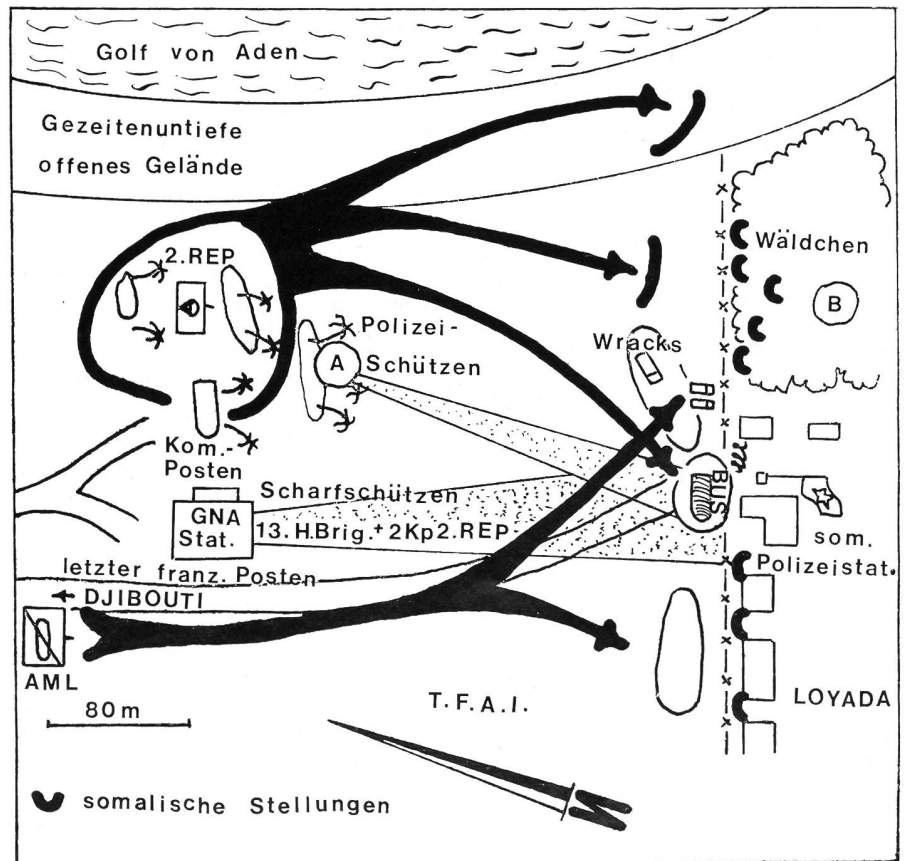 Golf von Aden
Gezeitenuntiefe
offenes Gelände
2.REP
Wäldchen
B
Polizei-
Wracks
A Schützen
Kom.-
Posten
BUS
Scharfschützen
GNA
Stat.
13. H.Brig.+2Kp2.REP
som.
Polizeistat.
letzter franz. Posten
← DJIBOUTI
AML
T.F.A.I.
LOYADA
80m
N
somalische Stellungen